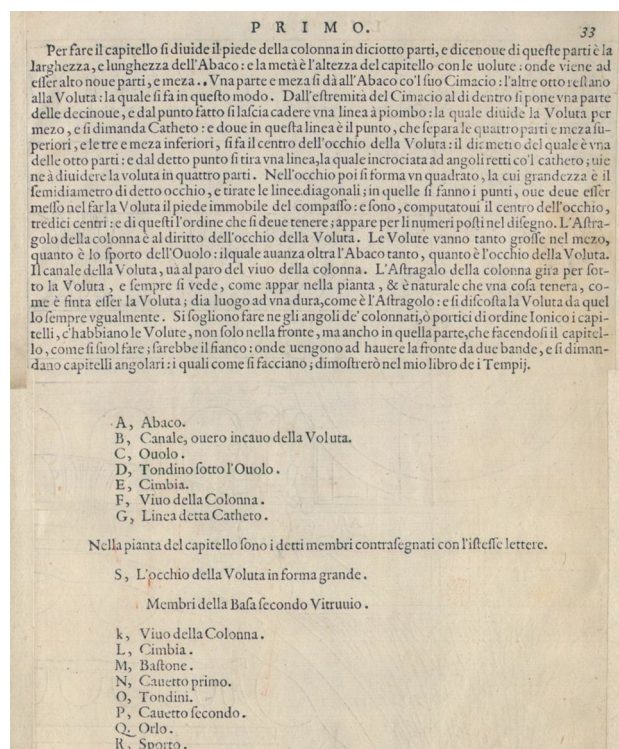 PRIMO. 33
Per fare il capitello ſi diuide il piede della colonna in diciotto parti, e dicenoue di queſte parti è la
larghezza, e lunghezza dell'Abaco: e la metà è l'altezza del capitello con le uolute: onde viene ad
eſſer alto noue parti, e meza. Vna parte e meza ſi dà all'Abaco co'l ſuo Cimacio: l'altre otto reſtano
alla Voluta: la quale ſi fa in queſto modo. Dall'eſtremità del Cimacio al di dentro ſi pone vna parte
delle decinoue, e dal punto fatto ſi laſcia cadere vna linea à piombo: la quale diuide la Voluta per
mezo, e ſi dimanda Catheto: e doue in queſta linea è il punto, che ſepara le quattro parti e meza ſu-
periori, e le tre e meza inferiori, ſi fa il centro dell'occhio della Voluta: il diametro del quale è vna
delle otto parti: e dal detto punto ſi tira vna linea, la quale incrociata ad angoli retti co'l catheto; uie
ne à diuidere la voluta in quattro parti. Nell'occhio poi ſi forma vn quadrato, la cui grandezza è il
ſemidiametro di detto occhio, e tirate le linee diagonali; in quelle ſi fanno i punti, oue deue eſſer
meſſo nel far la Voluta il piede immobile del compaſſo: e ſono, computatoui il centro dell'occhio,
tredici centri: e di queſti l'ordine che ſi deue tenere; appare per li numeri poſti nel diſegno. L'Aſtra-
golo della colonna è al diritto dell'occhio della Voluta. Le Volute vanno tanto groſſe nel mezo,
quanto è lo ſporto dell'Ouolo: ilquale auanza oltra l'Abaco tanto, quanto è l'occhio della Voluta.
Il canale della Voluta, uà al paro del viuo della colonna. L'Aſtragalo della colonna gira per ſot-
to la Voluta, e ſempre ſi vede, come appar nella pianta, & è naturale che vna coſa tenera, co-
me è finta eſſer la Voluta; dia luogo ad vna dura, come è l'Aſtragolo: e ſi diſcoſta la Voluta da quel
lo ſempre vgualmente. Si ſogliono fare ne gli angoli de' colonnati, ò portici di ordine Ionico i capi-
telli, c'habbiano le Volute, non ſolo nella fronte, ma ancho in quella parte, che facendoſi il capitel-
lo, come ſi ſuol fare; ſarebbe il fianco: onde uengono ad hauere la fronte da due bande, e ſi diman-
dano capitelli angolari: i quali come ſi facciano; dimoſtrerò nel mio libro de i Tempij.
A, Abaco.
B, Canale, ouero incauo della Voluta.
C, Ouolo.
D, Tondino ſotto l'Ouolo.
E, Cimbia.
F, Viuo della Colonna.
G, Linea detta Catheto.
Nella pianta del capitello ſono i detti membri contraſegnati con l'iſteſſe lettere.
S, L'occhio della Voluta in forma grande.
Membri della Baſa ſecondo Vitruuio.
k, Viuo della Colonna.
L, Cimbia.
M, Baſtone.
N, Cauetto primo.
O, Tondini.
P, Cauetto ſecondo.
Q. Orlo.
R, Sporto.